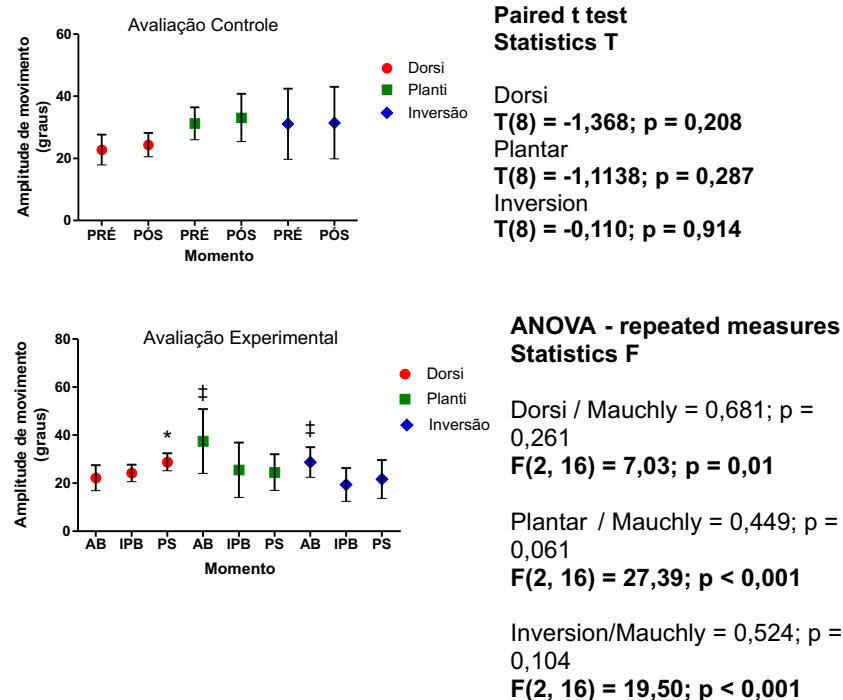 Avaliação Controle
Amplitude de movimento
(graus)
60
40
20
0
PRÉ PÓS PRÉ PÓS PRÉ PÓS
Momento
Dorsi
Planti
Inversão
Paired t test
Statistics T
Dorsi
T(8) = -1,368; p = 0,208
Plantar
T(8) = -1,1138; p = 0,287
Inversion
T(8) = -0,110; p = 0,914
Avaliação Experimental
Amplitude de movimento
(graus)
80
60
40
20
0
*
‡
‡
AB IPB PS AB IPB PS AB IPB PS
Momento
Dorsi
Planti
Inversão
ANOVA - repeated measures
Statistics F
Dorsi / Mauchly = 0,681; p =
0,261
F(2, 16) = 7,03; p = 0,01
Plantar / Mauchly = 0,449; p =
0,061
F(2, 16) = 27,39; p < 0,001
Inversion/Mauchly = 0,524; p =
0,104
F(2, 16) = 19,50; p < 0,001